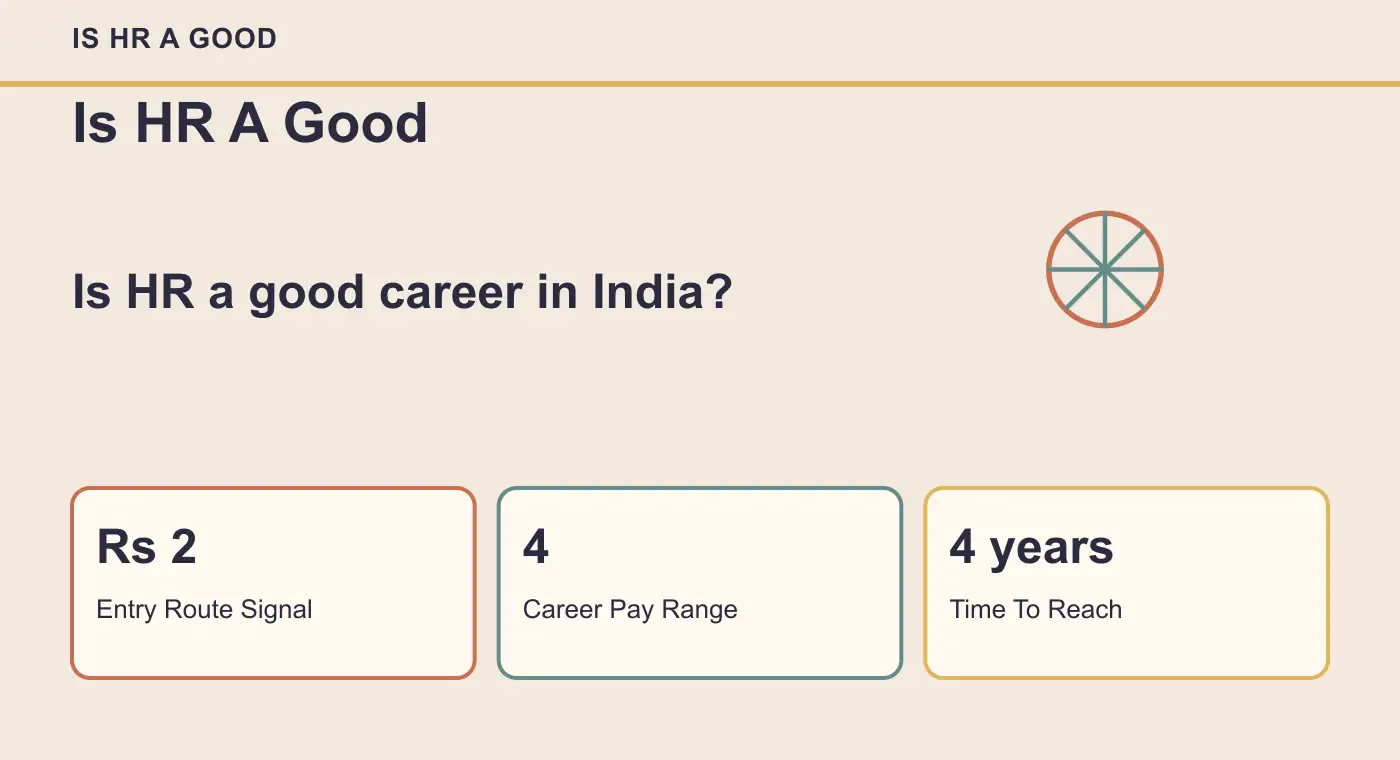 IS HR A GOOD
Is HR A Good
Is HR a good career in India?
Rs 2
Entry Route Signal
4
Career Pay Range
4 years
Time To Reach